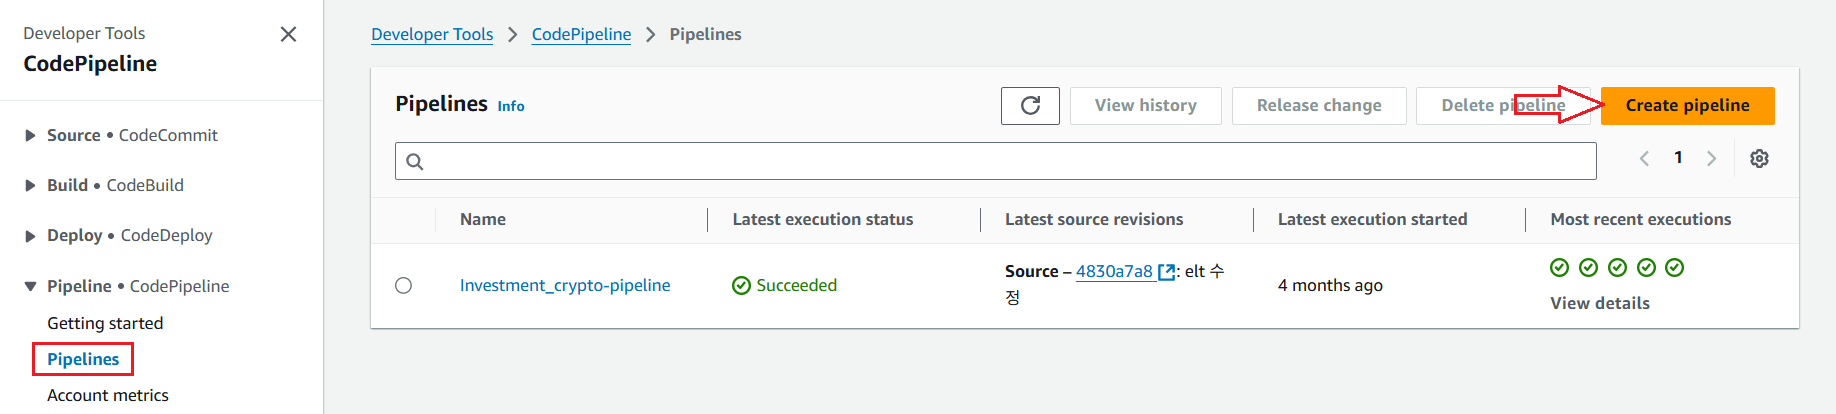 Developer Tools
CodePipeline
Source • CodeCommit
Build • CodeBuild
Deploy • CodeDeploy
Pipeline • CodePipeline
Getting started
Pipelines
Account metrics
Developer Tools > CodePipeline > Pipelines
Pipelines Info
View history
Release change
Delete pipeline
Create pipeline
1
Name
Latest execution status
Latest source revisions
Latest execution started
Most recent executions
Investment_crypto-pipeline
Succeeded
Source – 4830a7a8 : elt 수
정
4 months ago
View details